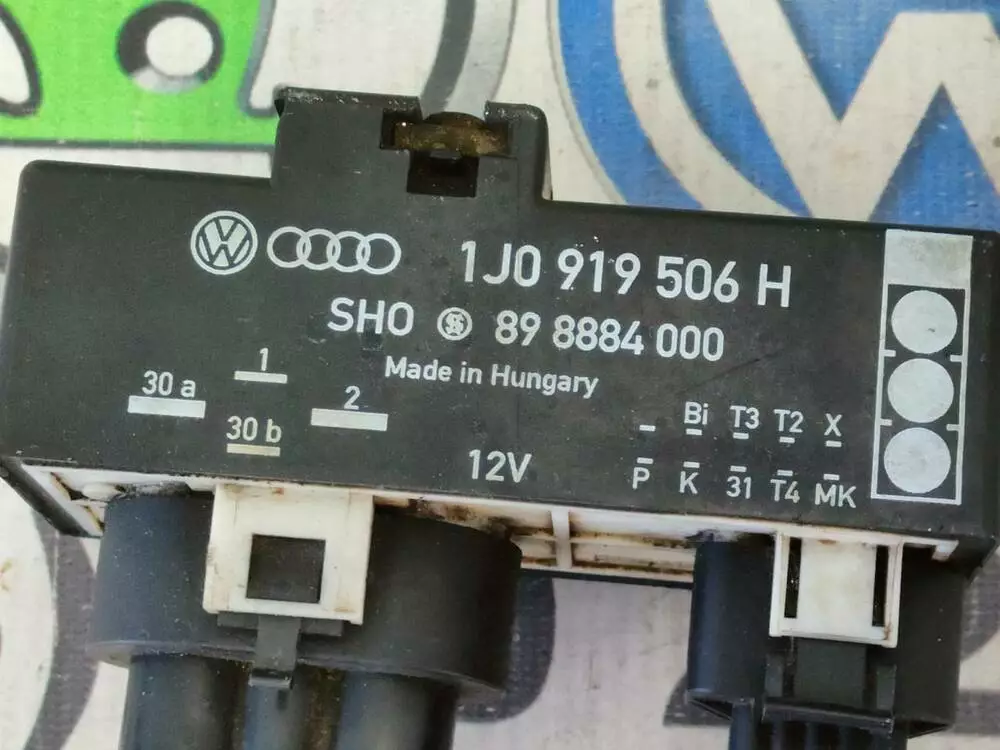 1J0 919 506 H
SHO 89 8884 000
Made in Hungary
30 a 1 2
30 b
12V
Bi T3 T2 X
P K 31 T4 MK